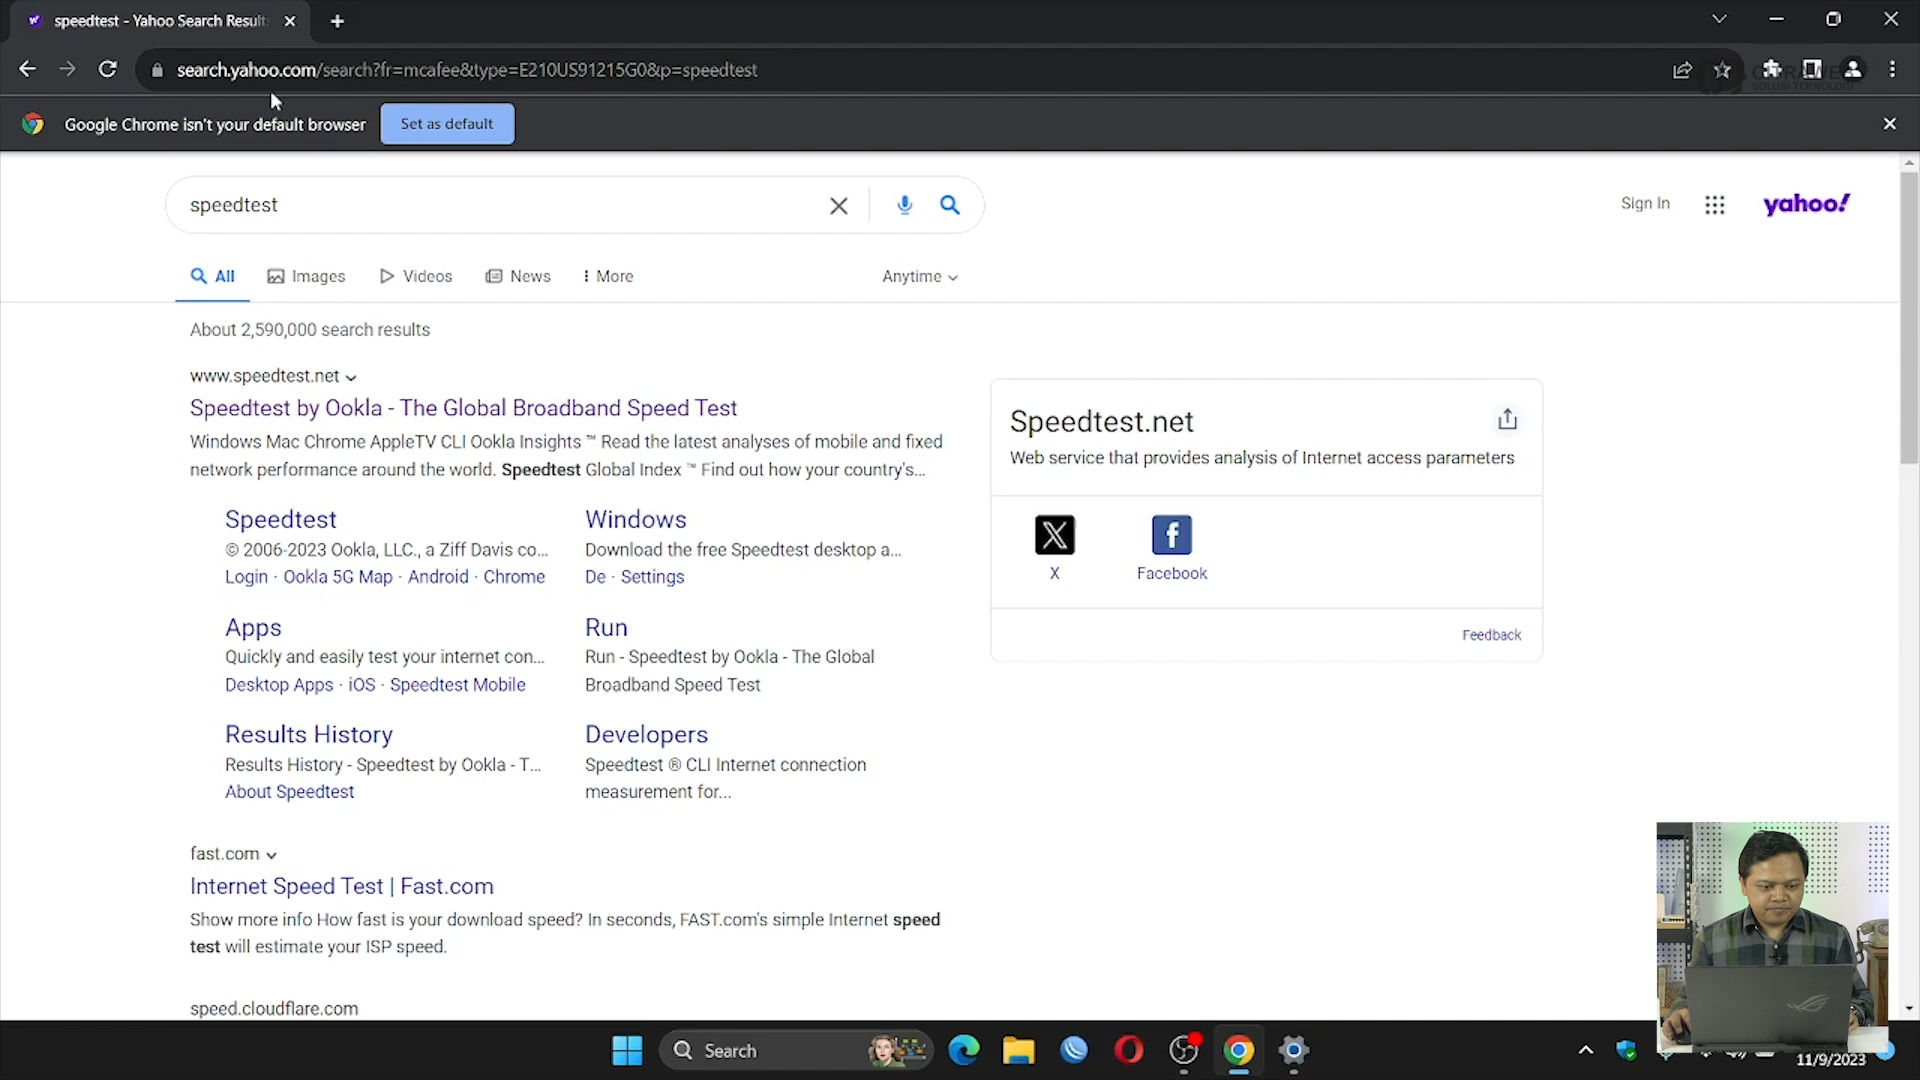 speedtest - Yahoo Search Result
search.yahoo.com/search?fr=mcafee&type=E210US91215G0&p=speedtest
SOLUSI TEKNOLOGI
Google Chrome isn't your default browser
Set as default
speedtest
Sign In
yahoo!
All
Images
Videos
News
More
Anytime
About 2,590,000 search results
www.speedtest.net
Speedtest by Ookla - The Global Broadband Speed Test
Windows Mac Chrome AppleTV CLI Ookla Insights ™ Read the latest analyses of mobile and fixed
network performance around the world. Speedtest Global Index ™ Find out how your country's...
Speedtest
© 2006-2023 Ookla, LLC., a Ziff Davis co...
Login · Ookla 5G Map · Android · Chrome
Windows
Download the free Speedtest desktop a...
De · Settings
Apps
Quickly and easily test your internet con...
Desktop Apps · iOS · Speedtest Mobile
Run
Run - Speedtest by Ookla - The Global
Broadband Speed Test
Results History
Results History - Speedtest by Ookla - T...
About Speedtest
Developers
Speedtest ® CLI Internet connection
measurement for...
Speedtest.net
Web service that provides analysis of Internet access parameters
X
Facebook
Feedback
fast.com
Internet Speed Test | Fast.com
Show more info How fast is your download speed? In seconds, FAST.com's simple Internet speed
test will estimate your ISP speed.
speed.cloudflare.com
Search
11/9/2023